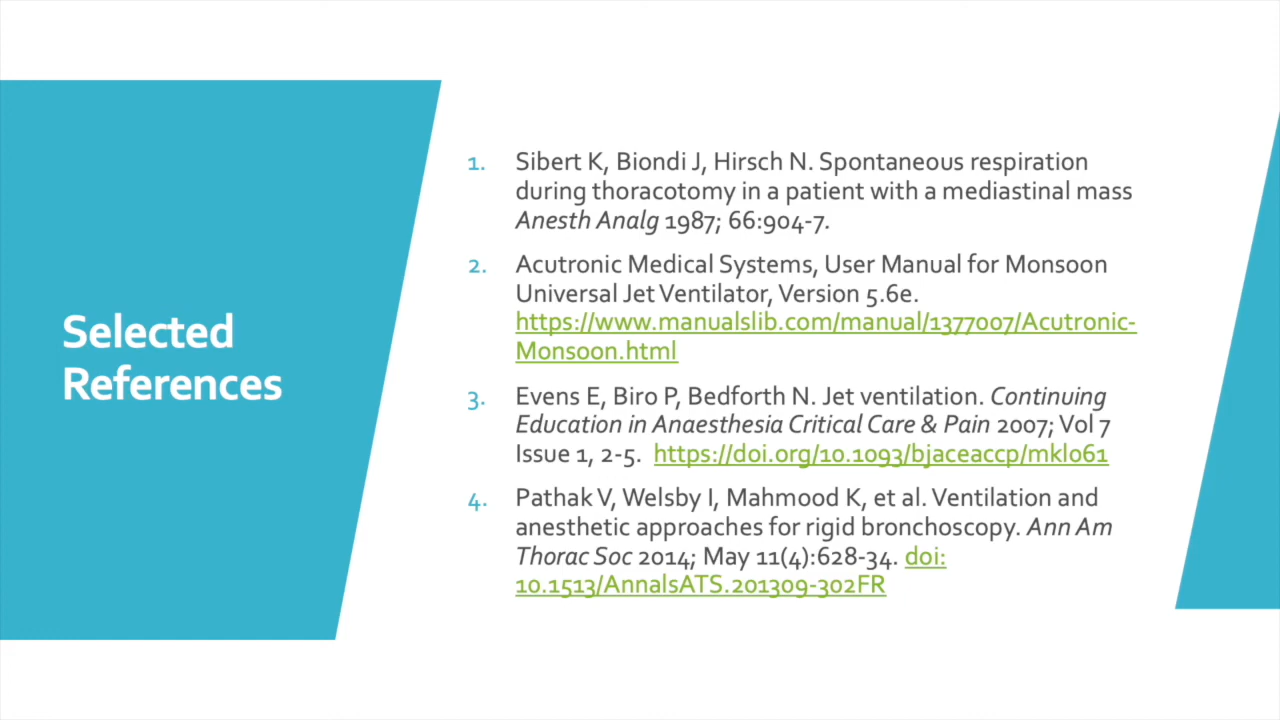 Selected
References
1. Sibert K, Biondi J, Hirsch N. Spontaneous respiration
during thoracotomy in a patient with a mediastinal mass
Anesth Analg 1987; 66:904-7.
2. Acutronic Medical Systems, User Manual for Monsoon
Universal Jet Ventilator, Version 5.6e.
https://www.manualslib.com/manual/1377007/Acutronic-
Monsoon.html
3. Evens E, Biro P, Bedforth N. Jet ventilation. Continuing
Education in Anaesthesia Critical Care & Pain 2007; Vol 7
Issue 1, 2-5. https://doi.org/10.1093/bjaceaccp/mkl061
4. Pathak V, Welsby I, Mahmood K, et al. Ventilation and
anesthetic approaches for rigid bronchoscopy. Ann Am
Thorac Soc 2014; May 11(4):628-34. doi:
10.1513/AnnalsATS.201309-302FR